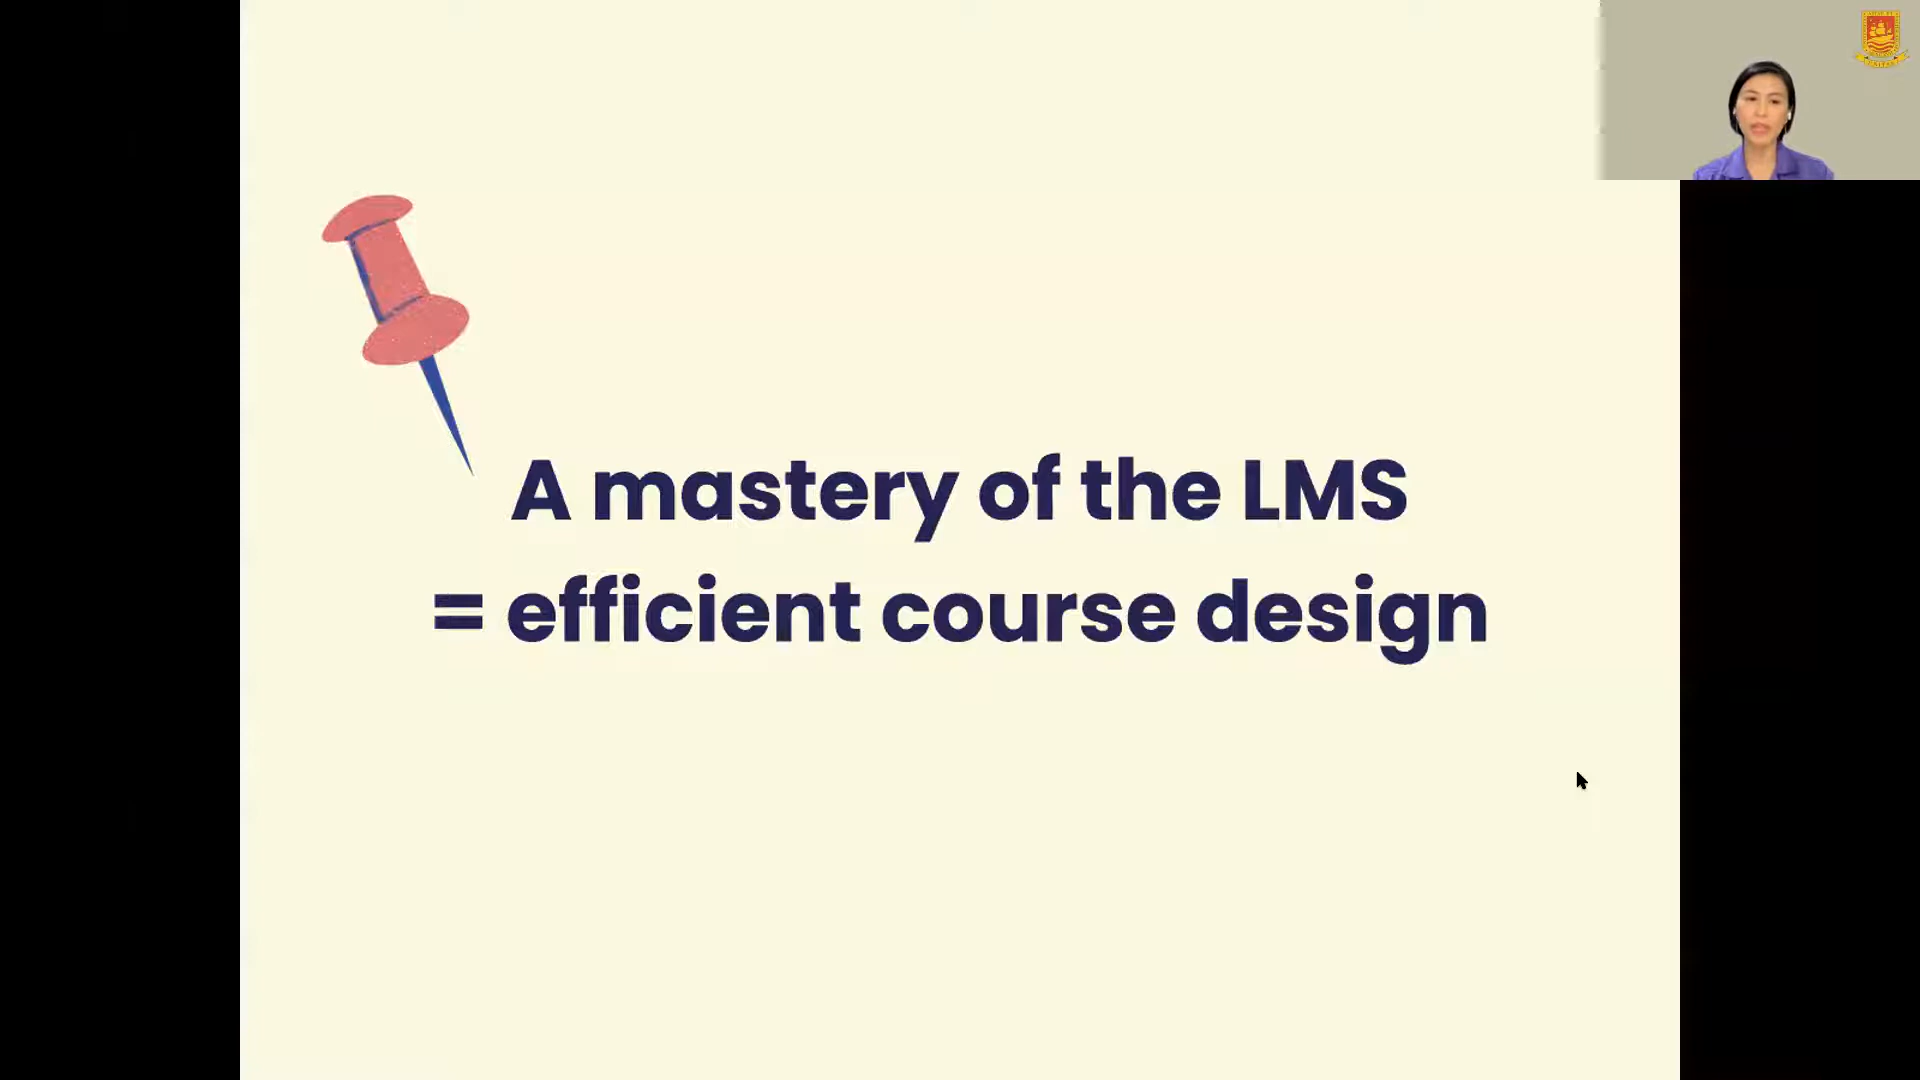 A mastery of the LMS
= efficient course design